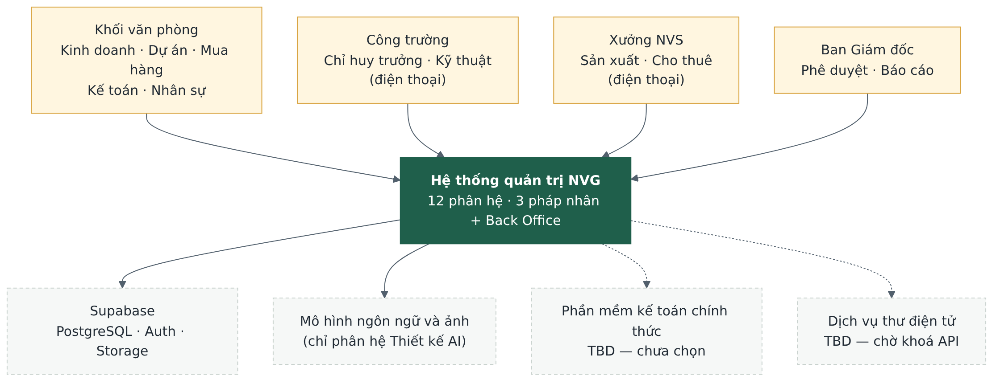 Khối văn phòng
Kinh doanh · Dự án · Mua
hàng
Kế toán · Nhân sự
Công trường
Chỉ huy trưởng · Kỹ thuật
(điện thoại)
Xưởng NVS
Sản xuất · Cho thuê
(điện thoại)
Ban Giám đốc
Phê duyệt · Báo cáo
Hệ thống quản trị NVG
12 phân hệ · 3 pháp nhân
+ Back Office
Supabase
PostgreSQL · Auth ·
Storage
Mô hình ngôn ngữ và ảnh
(chỉ phân hệ Thiết kế AI)
Phần mềm kế toán chính
thức
TBD — chưa chọn
Dịch vụ thư điện tử
TBD — chờ khoá API